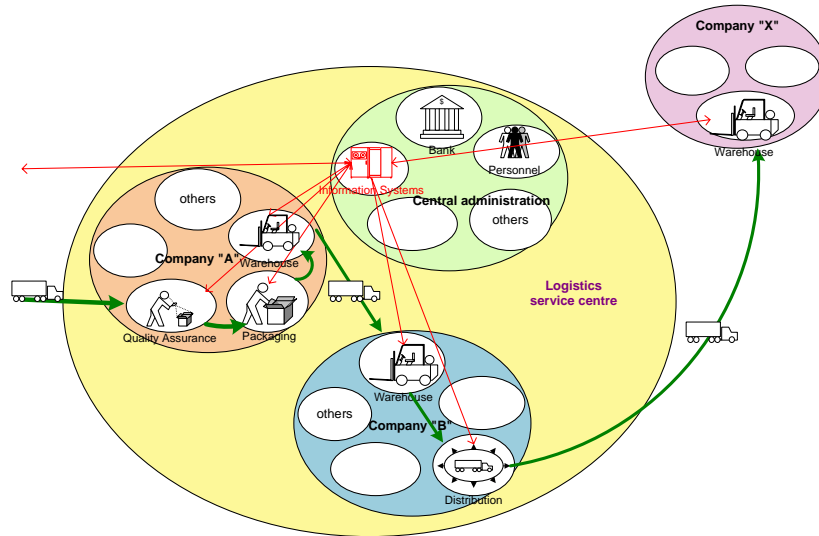 Company "X"
Warehouse
$
Bank
Personnel
Information Systems
Central administration
others
others
Warehouse
Company "A"
Quality Assurance
Packaging
Logistics
service centre
Warehouse
others
Company "B"
Distribution